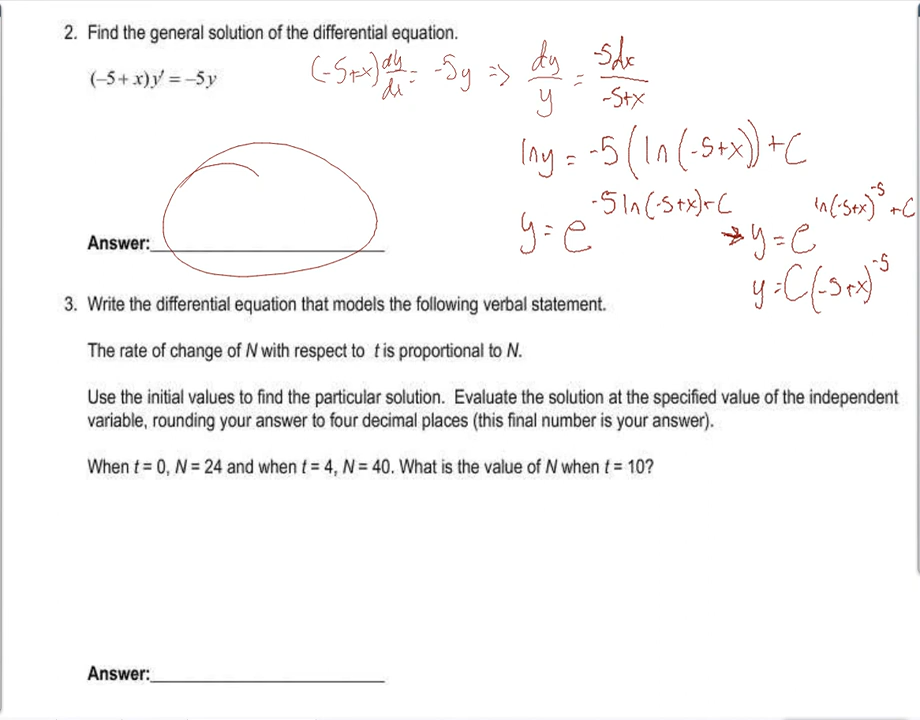 2. Find the general solution of the differential equation.
(–5+ x)y′ = –5y
(-5+x) dy/dx = -5y => dy/y = -5dx/-5+x
ln y = -5(ln(-5+x))+C
y = e^-5ln(-5+x)+C
→ y = e^ln(-5+x)^-5 +C
y = C(-5+x)^-5
Answer:
3. Write the differential equation that models the following verbal statement.
The rate of change of N with respect to t is proportional to N.
Use the initial values to find the particular solution. Evaluate the solution at the specified value of the independent
variable, rounding your answer to four decimal places (this final number is your answer).
When t = 0, N = 24 and when t = 4, N = 40. What is the value of N when t = 10?
Answer: